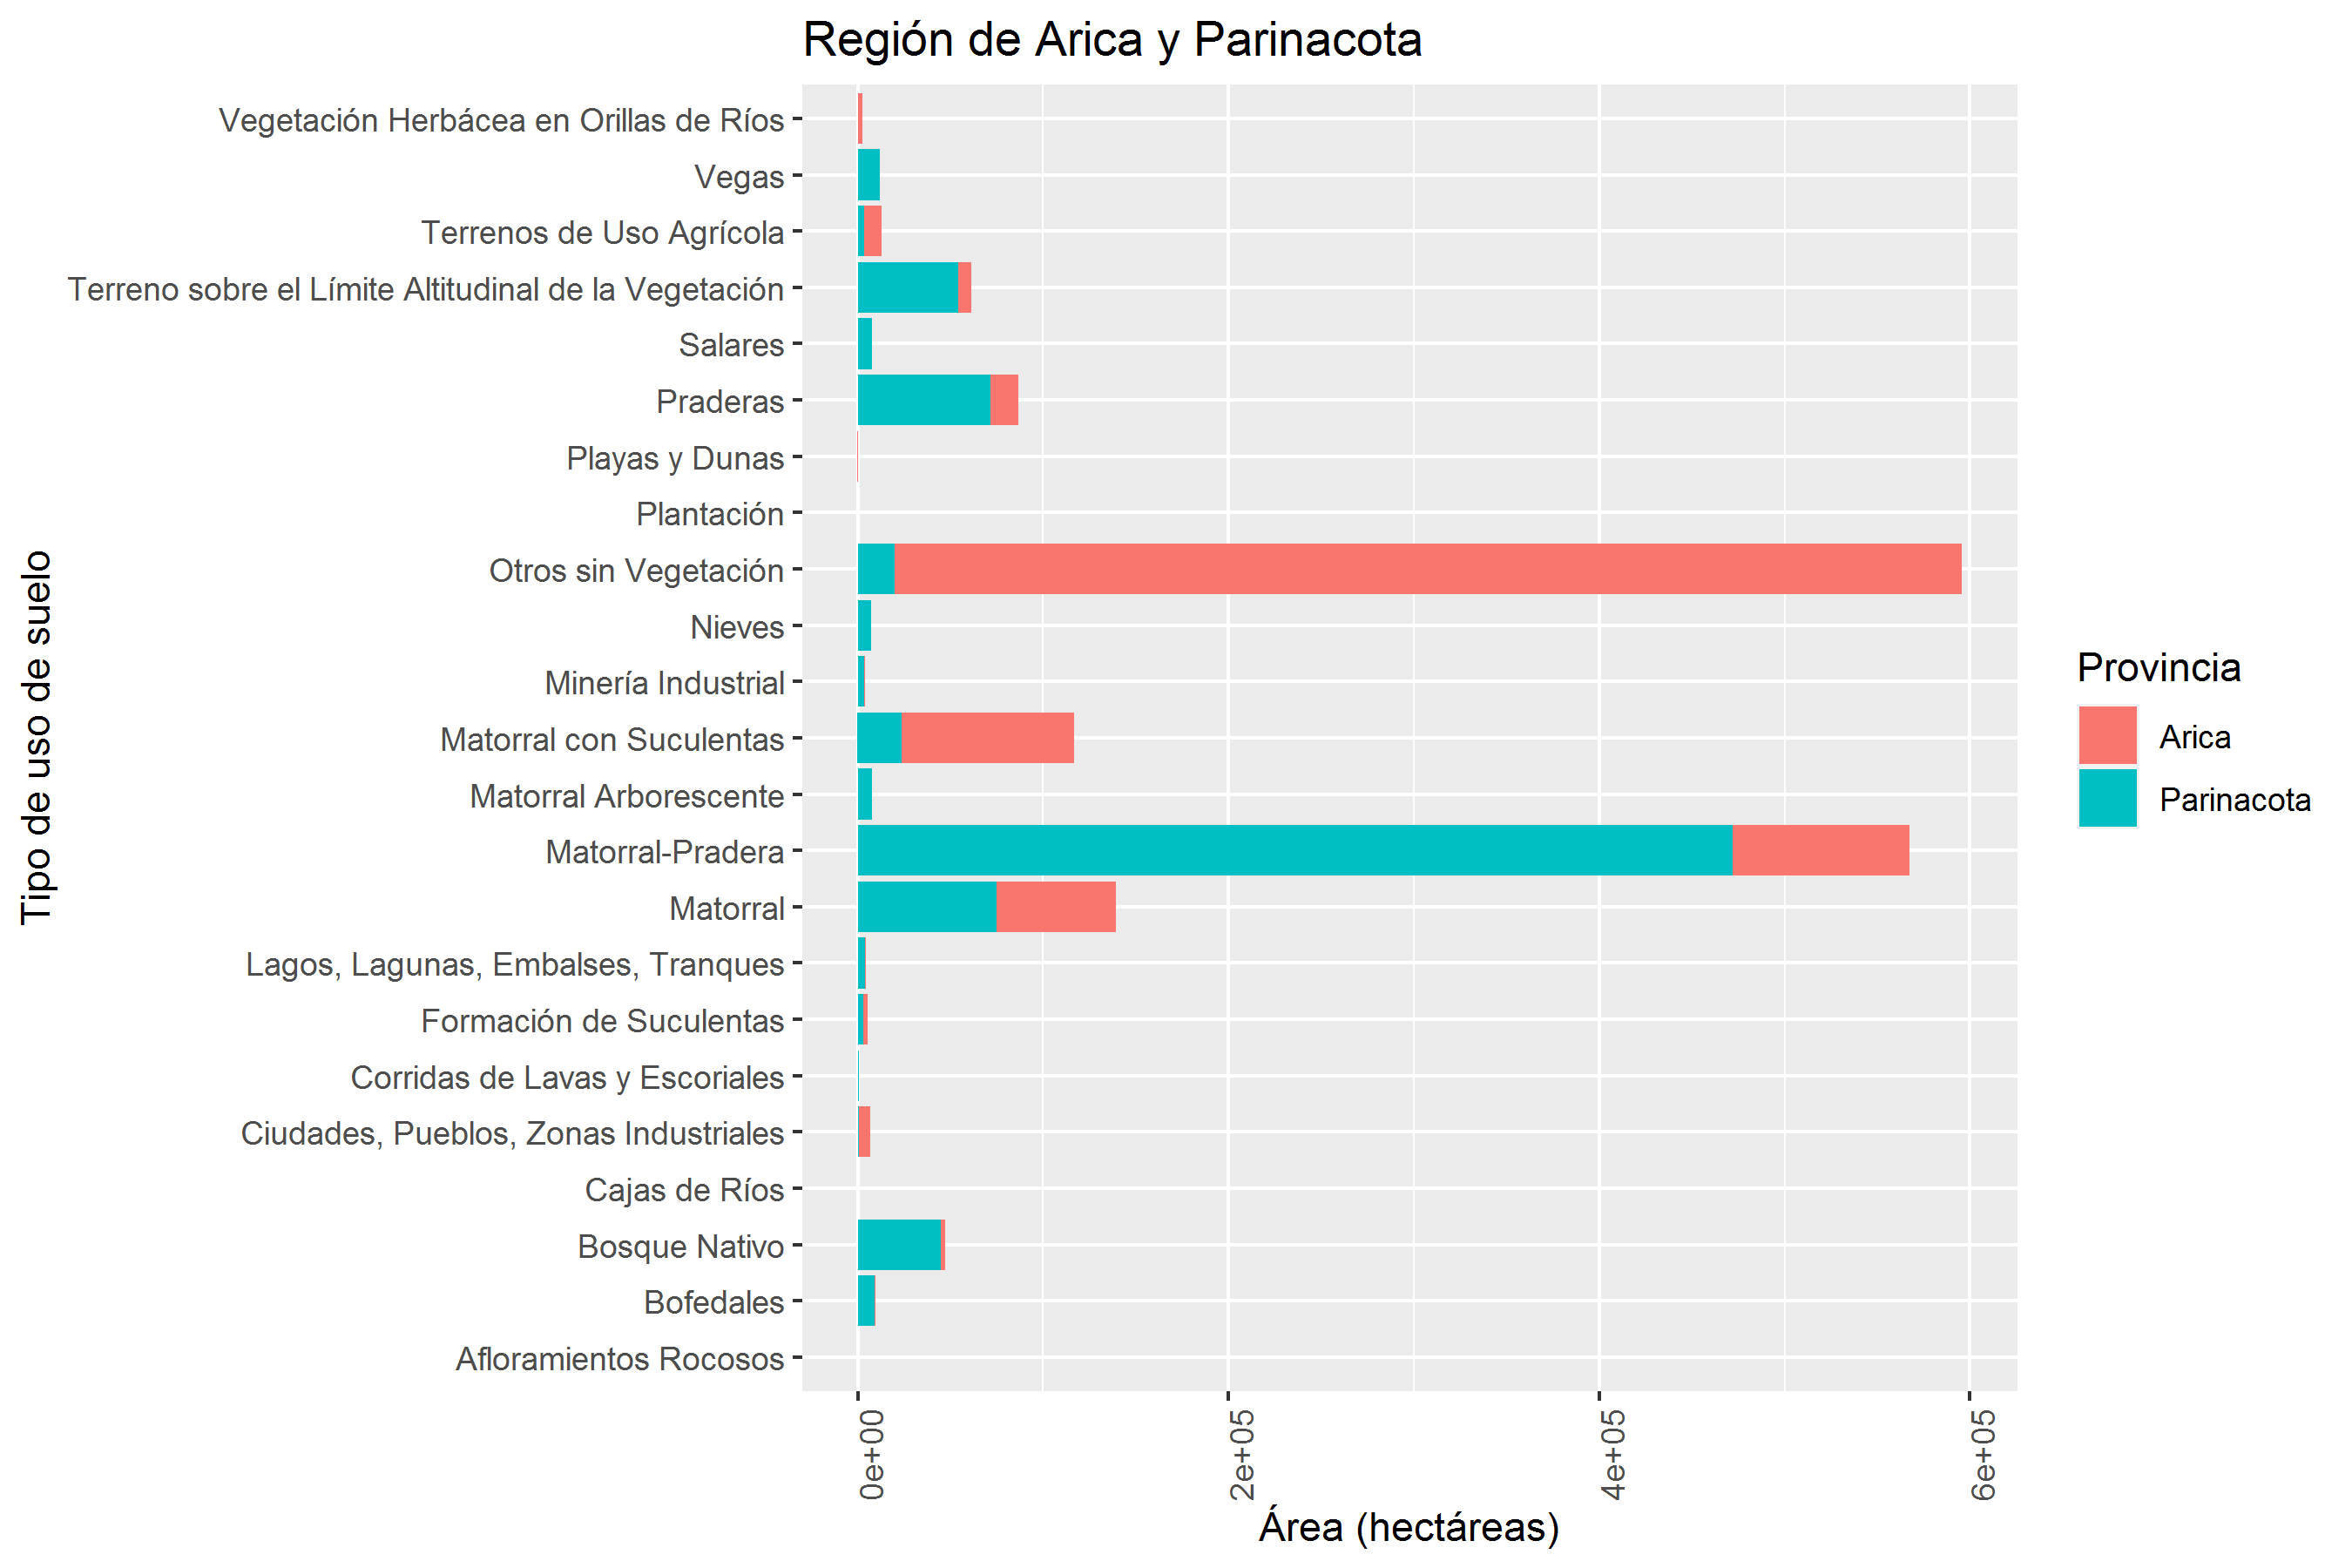 Región de Arica y Parinacota
Tipo de uso de suelo
Vegetación Herbácea en Orillas de Ríos
Vegas
Terrenos de Uso Agrícola
Terreno sobre el Límite Altitudinal de la Vegetación
Salares
Praderas
Playas y Dunas
Plantación
Otros sin Vegetación
Nieves
Minería Industrial
Matorral con Suculentas
Matorral Arborescente
Matorral-Pradera
Matorral
Lagos, Lagunas, Embalses, Tranques
Formación de Suculentas
Corridas de Lavas y Escoriales
Ciudades, Pueblos, Zonas Industriales
Cajas de Ríos
Bosque Nativo
Bofedales
Afloramientos Rocosos
0e+00
2e+05
4e+05
6e+05
Área (hectáreas)
Provincia
Arica
Parinacota